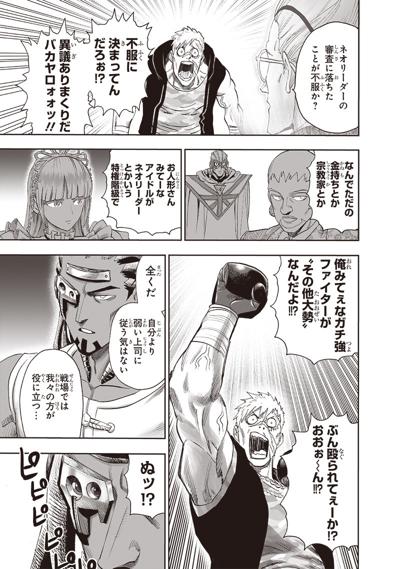 ネオリーダーの
審査に落ちた
ことが不服か?
不服に
決まってん
だろぉ!?
異議ありまくりだ
バカヤロォォッ!!
なんでただの
金持ちとか
宗教家とか
お人形さん
みてーな
アイドルが
ネオリーダー
とかいう
特権階級で
俺みてぇなガチ強
ファイターが
“その他大勢”
なんだよ!?
ぶん殴られてぇーか!?
おおぉ〜ん!?
全くだ
自分より
弱い上司に
従う気はない
戦場では
我々の方が
役に立つ…
ぬッ!?
ピピピピ